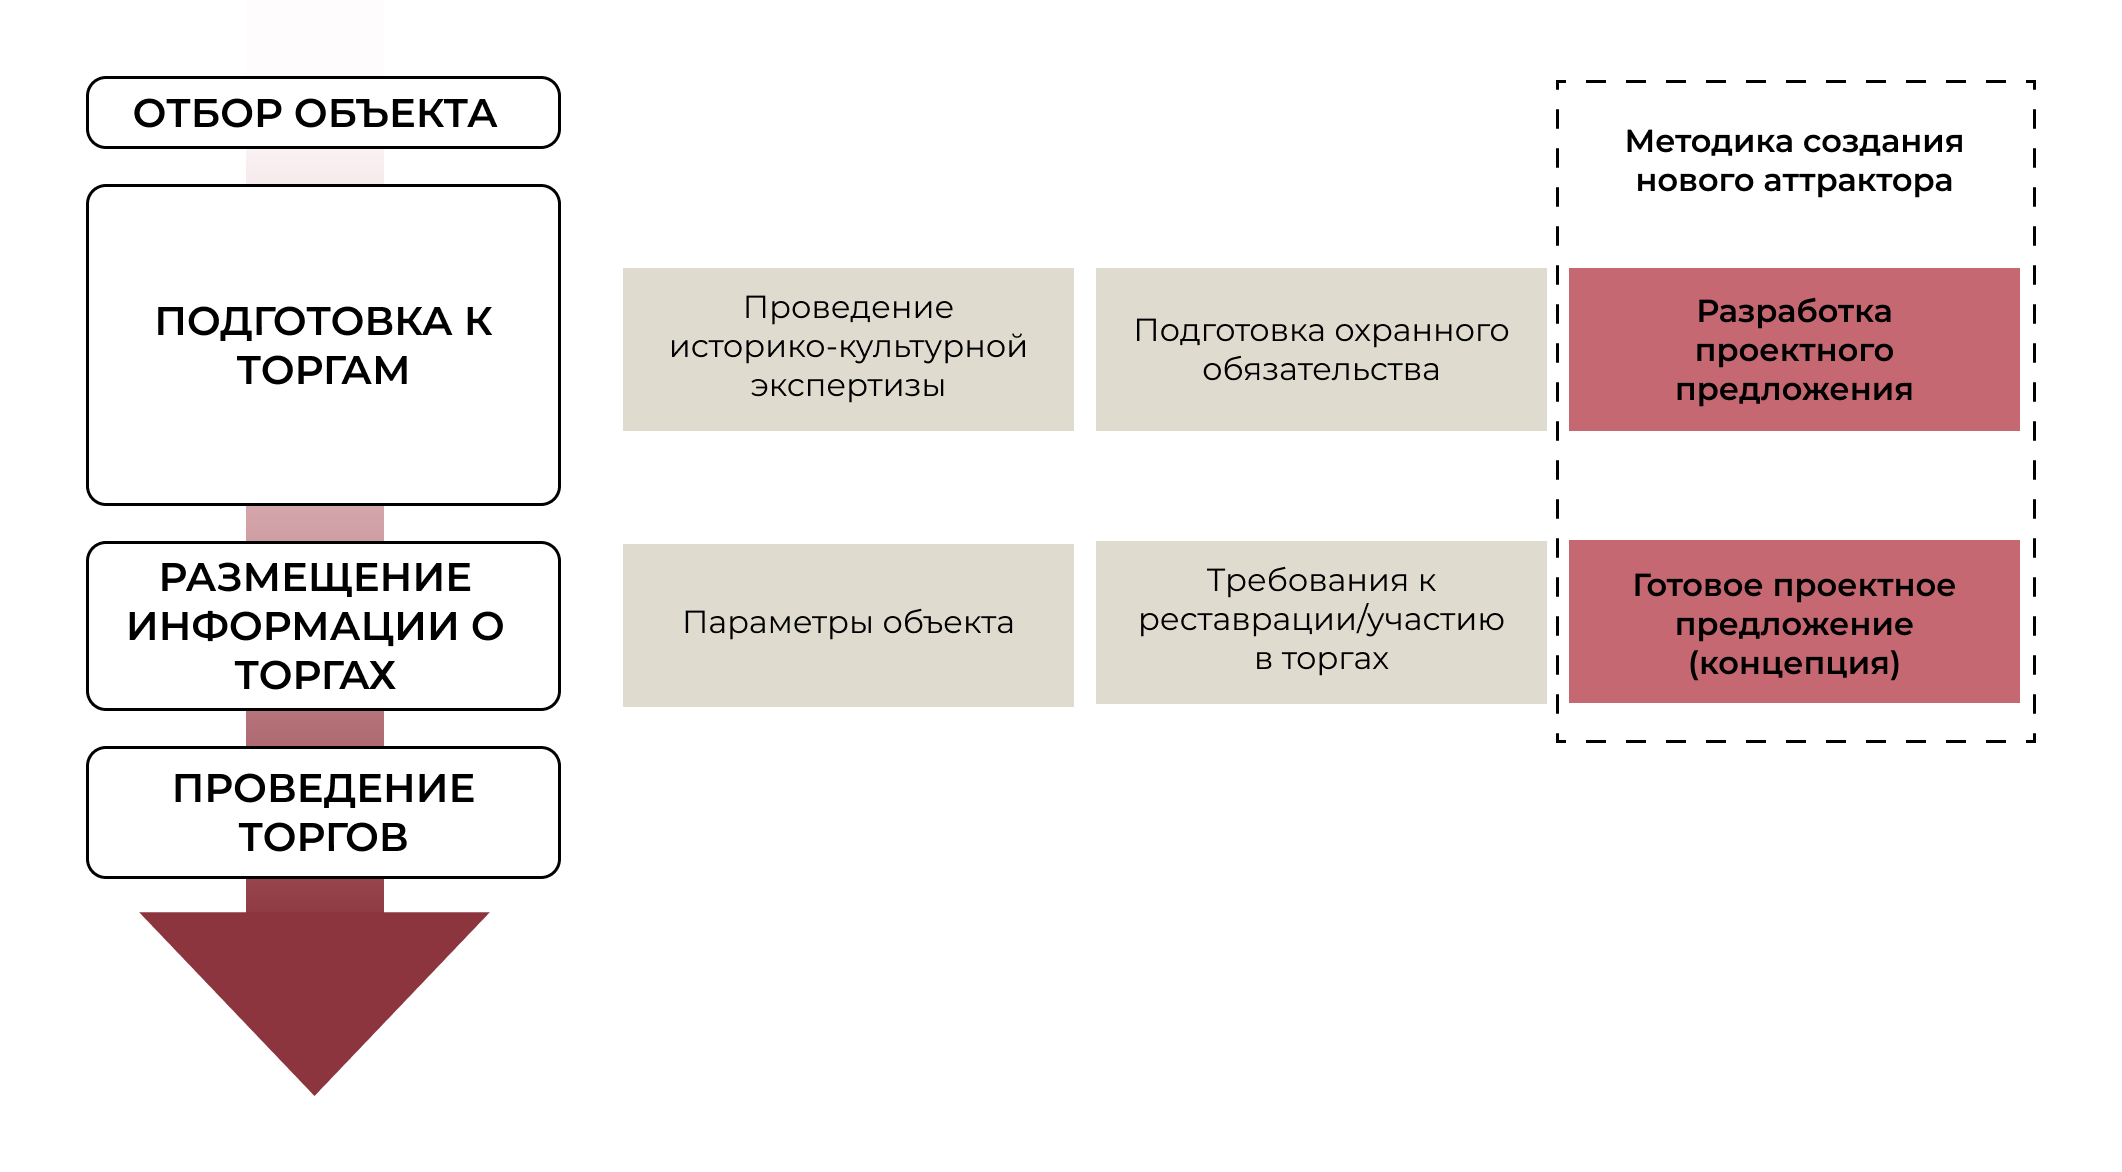 ОТБОР ОБЪЕКТА
Методика создания
нового аттрактора
ПОДГОТОВКА К
ТОРГАМ
Проведение
историко-культурной
экспертизы
Подготовка охранного
обязательства
Разработка
проектного
предложения
РАЗМЕЩЕНИЕ
ИНФОРМАЦИИ О
ТОРГАХ
Параметры объекта
Требования к
реставрации/участию
в торгах
Готовое проектное
предложение
(концепция)
ПРОВЕДЕНИЕ
ТОРГОВ